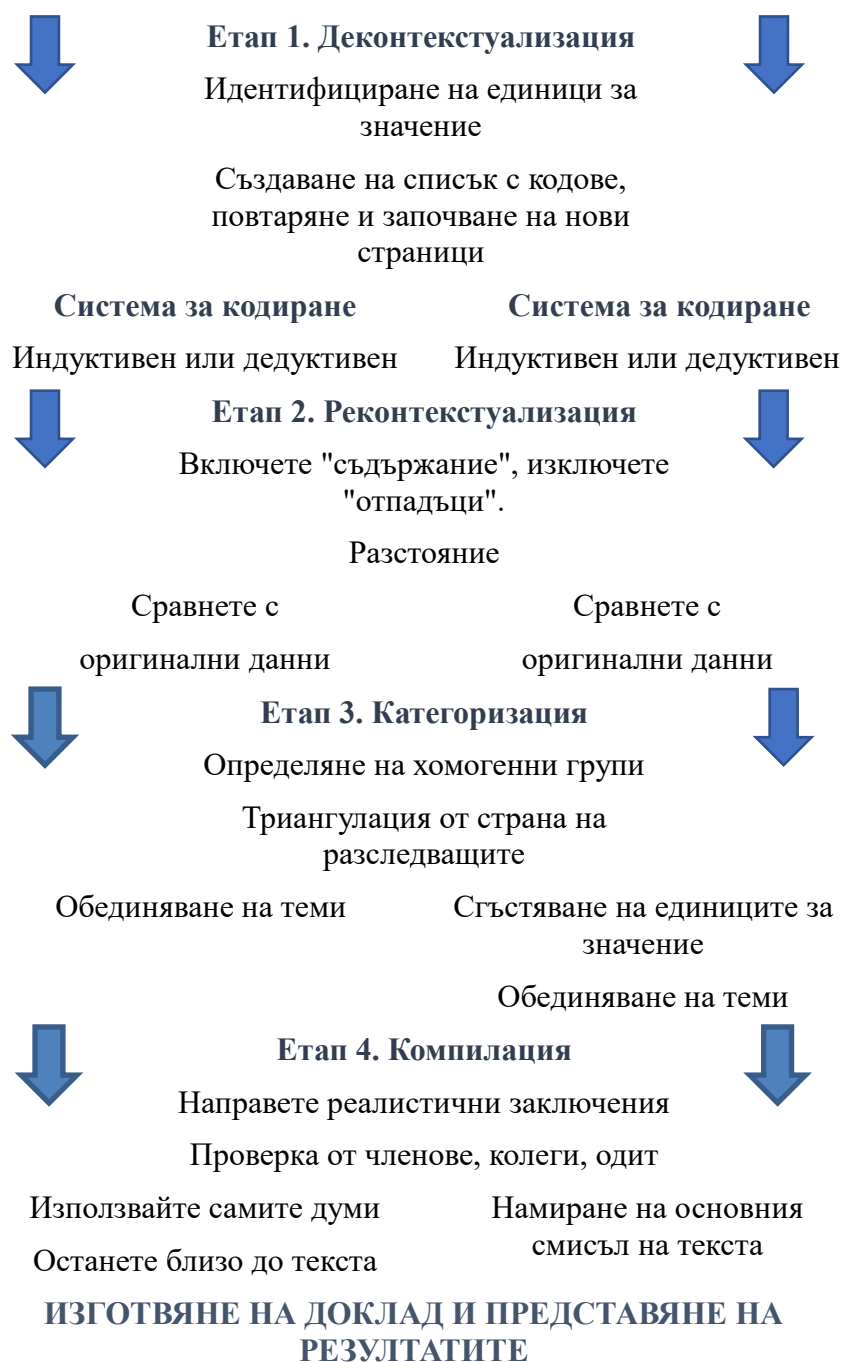 Етап 1. Деконтекстуализация
Идентифициране на единици за
значение
Създаване на списък с кодове,
повтаряне и започване на нови
страници
Система за кодиране
Система за кодиране
Индуктивен или дедуктивен
Индуктивен или дедуктивен
Етап 2. Реконтекстуализация
Включете "съдържание", изключете
"отпадъци".
Разстояние
Сравнете с
оригинални данни
Сравнете с
оригинални данни
Етап 3. Категоризация
Определяне на хомогенни групи
Триангулация от страна на
разследващите
Обединяване на теми
Сгъстяване на единиците за
значение
Обединяване на теми
Етап 4. Компилация
Направете реалистични заключения
Проверка от членове, колеги, одит
Използвайте самите думи
Останете близо до текста
Намиране на основния
смисъл на текста
ИЗГОТВЯНЕ НА ДОКЛАД И ПРЕДСТАВЯНЕ НА
РЕЗУЛТАТИТЕ